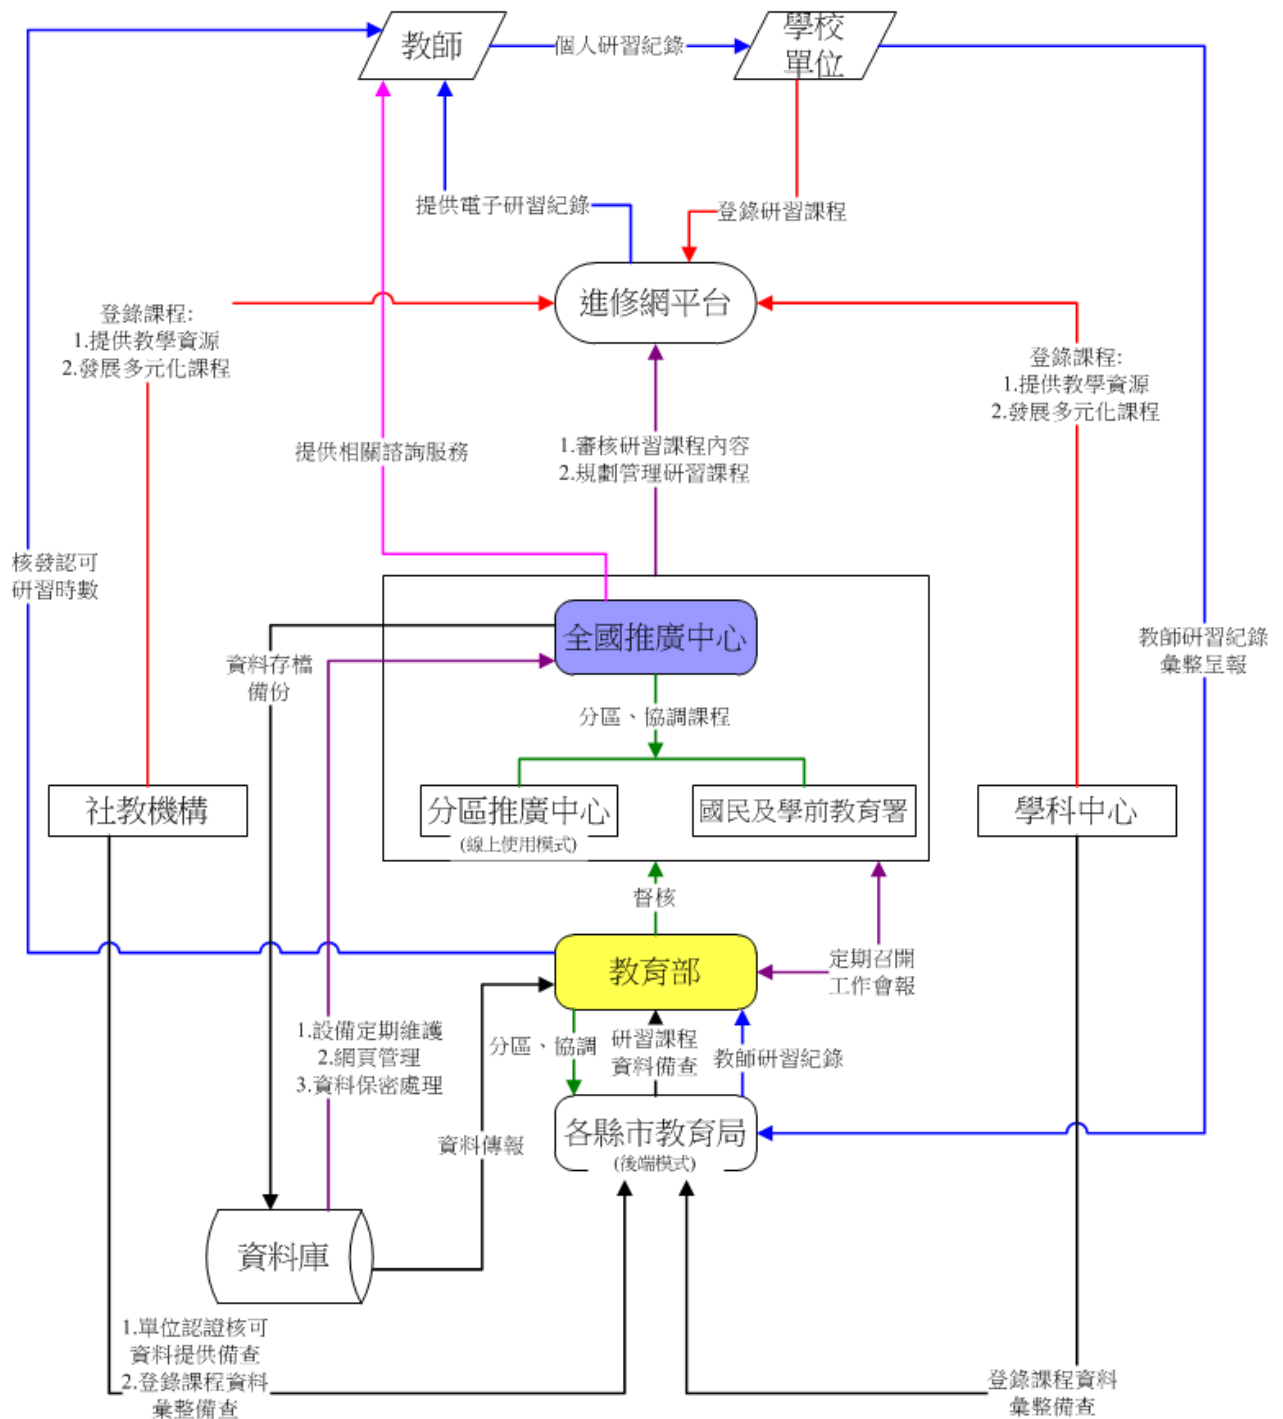 教師
個人研習紀錄
學校
單位
提供電子研習紀錄
登錄研習課程
進修網平台
登錄課程:
1.提供教學資源
2.發展多元化課程
登錄課程:
1.提供教學資源
2.發展多元化課程
提供相關諮詢服務
1.審核研習課程內容
2.規劃管理研習課程
核發認可
研習時數
全國推廣中心
教師研習紀錄
彙整呈報
資料存檔
備份
分區、協調課程
社教機構
分區推廣中心
(線上使用模式)
國民及學前教育署
學科中心
督核
教育部
定期召開
工作會報
1.設備定期維護
2.網頁管理
3.資料保密處理
分區、協調
研習課程
資料備查
教師研習紀錄
各縣市教育局
(後端模式)
資料傳報
資料庫
1.單位認證核可
資料提供備查
2.登錄課程資料
彙整備查
登錄課程資料
彙整備查